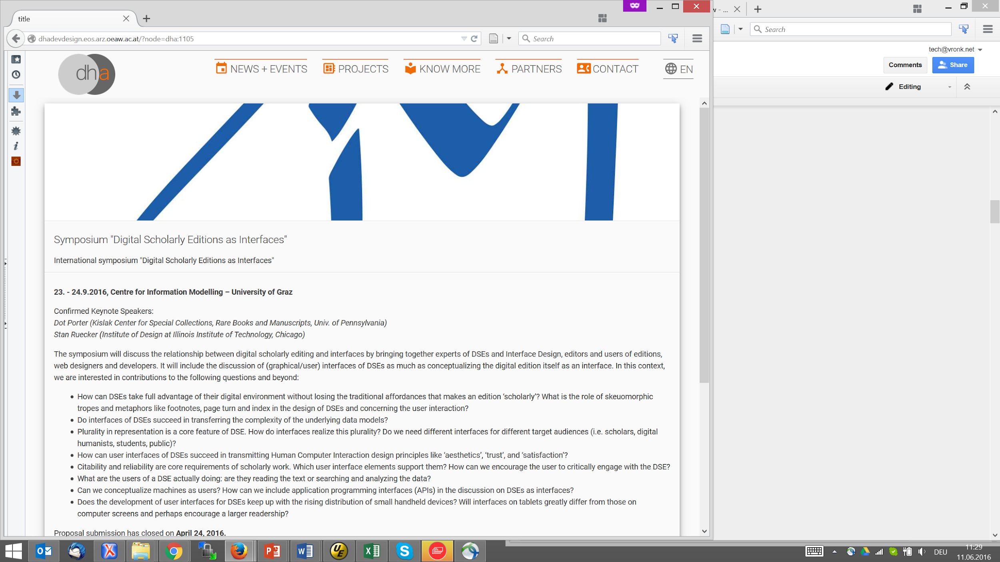 title
dhadevdesign.eos.arz.oeaw.ac.at/?node=dha:1105
Search
- ...
Search
tech@vronk.net
Comments
Share
Editing
dha
NEWS + EVENTS
PROJECTS
KNOW MORE
PARTNERS
CONTACT
EN
Symposium "Digital Scholarly Editions as Interfaces"
International symposium "Digital Scholarly Editions as Interfaces"
23. - 24.9.2016, Centre for Information Modelling – University of Graz
Confirmed Keynote Speakers:
Dot Porter (Kislak Center for Special Collections, Rare Books and Manuscripts, Univ. of Pennsylvania)
Stan Ruecker (Institute of Design at Illinois Institute of Technology, Chicago)
The symposium will discuss the relationship between digital scholarly editing and interfaces by bringing together experts of DSEs and Interface Design, editors and users of editions,
web designers and developers. It will include the discussion of (graphical/user) interfaces of DSEs as much as conceptualizing the digital edition itself as an interface. In this context,
we are interested in contributions to the following questions and beyond:
• How can DSEs take full advantage of their digital environment without losing the traditional affordances that makes an edition ‘scholarly’? What is the role of skeuomorphic
tropes and metaphors like footnotes, page turn and index in the design of DSEs and concerning the user interaction?
• Do interfaces of DSEs succeed in transferring the complexity of the underlying data models?
• Plurality in representation is a core feature of DSE. How do interfaces realize this plurality? Do we need different interfaces for different target audiences (i.e. scholars, digital
humanists, students, public)?
• How can user interfaces of DSEs succeed in transmitting Human Computer Interaction design principles like ‘aesthetics’, ‘trust’, and ‘satisfaction’?
• Citability and reliability are core requirements of scholarly work. Which user interface elements support them? How can we encourage the user to critically engage with the DSE?
• What are the users of a DSE actually doing: are they reading the text or searching and analyzing the data?
• Can we conceptualize machines as users? How can we include application programming interfaces (APIs) in the discussion on DSEs as interfaces?
• Does the development of user interfaces for DSEs keep up with the rising distribution of small handheld devices? Will interfaces on tablets greatly differ from those on
computer screens and perhaps encourage a larger readership?
Proposal submission has closed on April 24, 2016.
DEU
11:29
11.06.2016